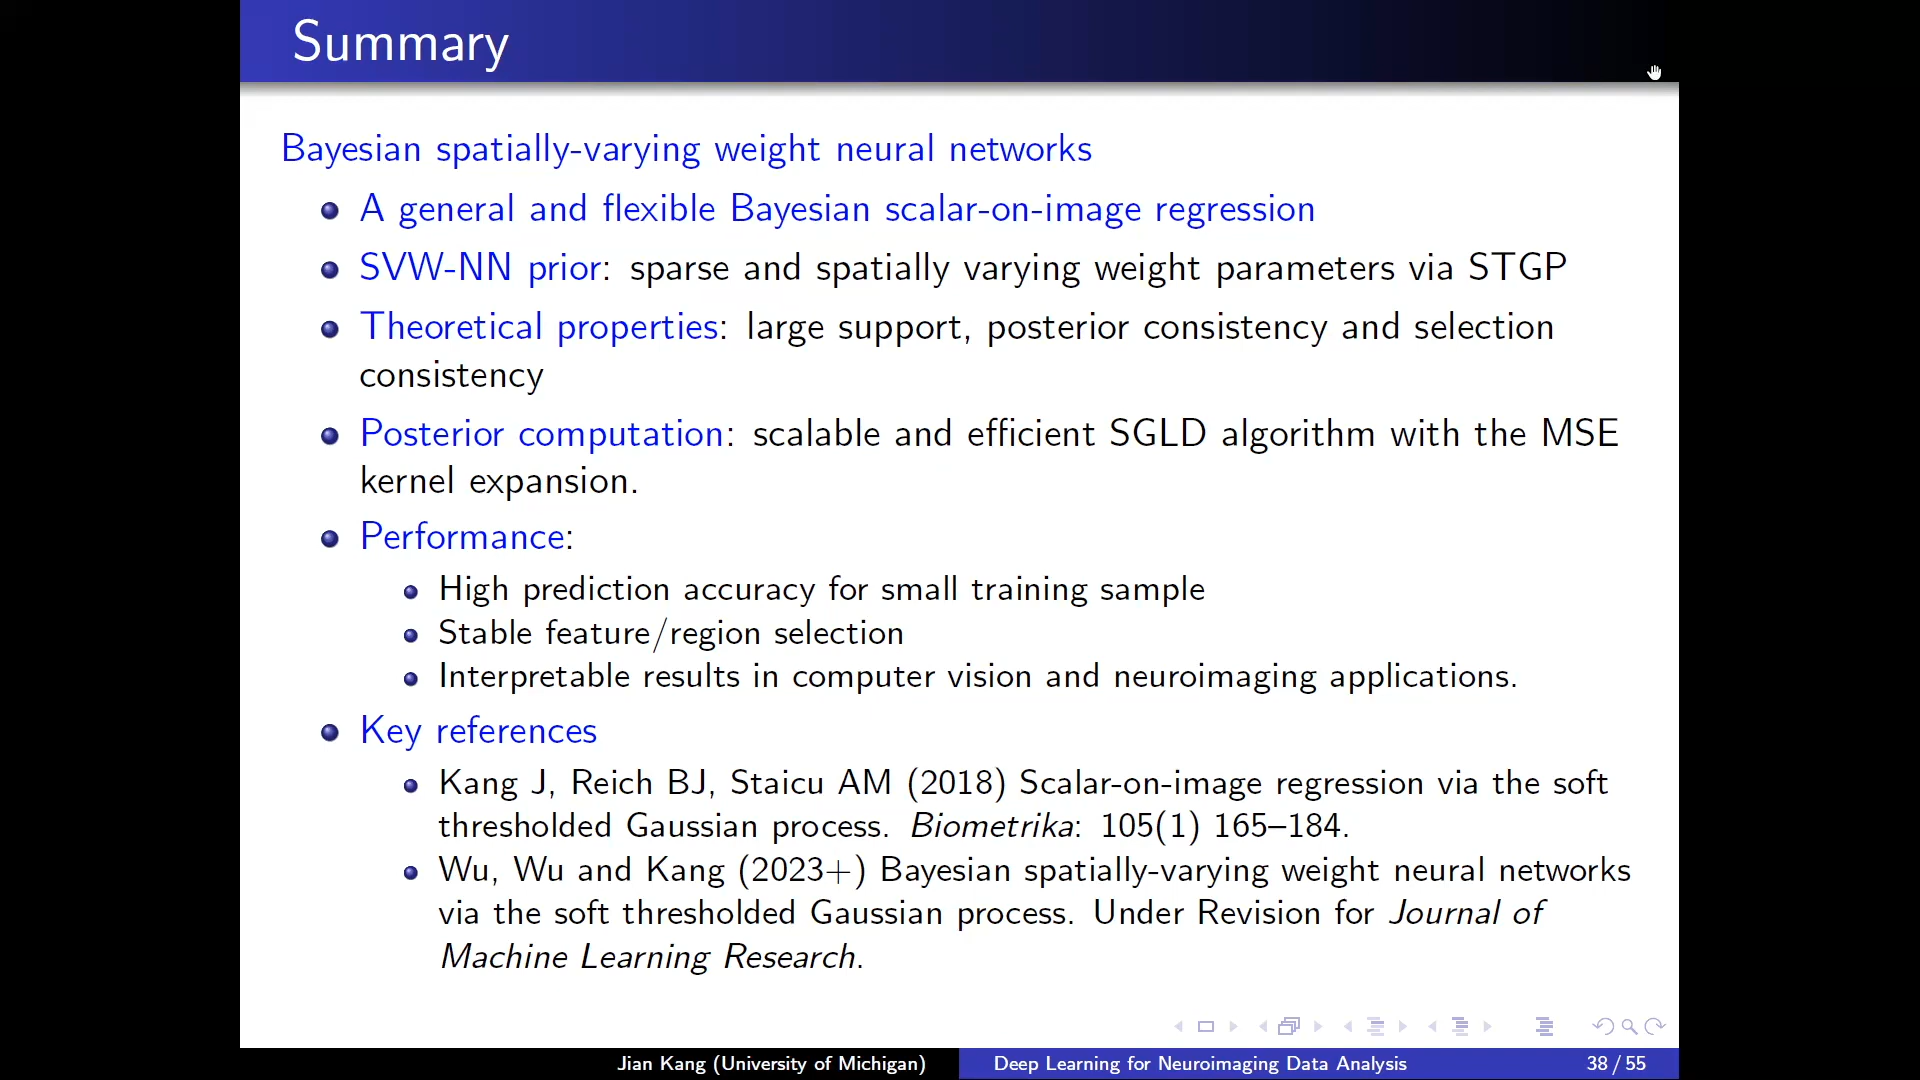 Summary
Bayesian spatially-varying weight neural networks
A general and flexible Bayesian scalar-on-image regression
SVW-NN prior: sparse and spatially varying weight parameters via STGP
Theoretical properties: large support, posterior consistency and selection
consistency
Posterior computation: scalable and efficient SGLD algorithm with the MSE
kernel expansion.
Performance:
High prediction accuracy for small training sample
Stable feature/region selection
Interpretable results in computer vision and neuroimaging applications.
Key references
Kang J, Reich BJ, Staicu AM (2018) Scalar-on-image regression via the soft
thresholded Gaussian process. Biometrika: 105(1) 165–184.
Wu, Wu and Kang (2023+) Bayesian spatially-varying weight neural networks
via the soft thresholded Gaussian process. Under Revision for Journal of
Machine Learning Research.
Jian Kang (University of Michigan) Deep Learning for Neuroimaging Data Analysis 38 / 55